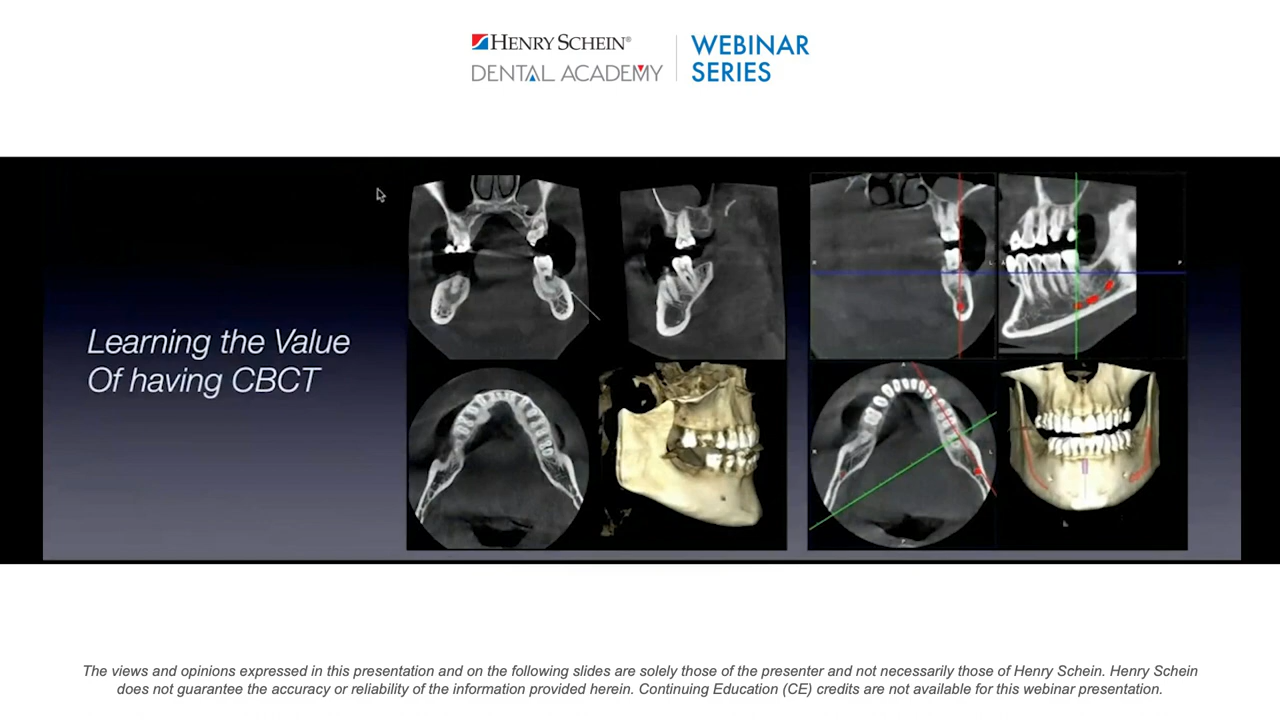 HENRY SCHEIN®
DENTAL ACADEMY
WEBINAR
SERIES
Learning the Value
Of having CBCT
The views and opinions expressed in this presentation and on the following slides are solely those of the presenter and not necessarily those of Henry Schein. Henry Schein
does not guarantee the accuracy or reliability of the information provided herein. Continuing Education (CE) credits are not available for this webinar presentation.